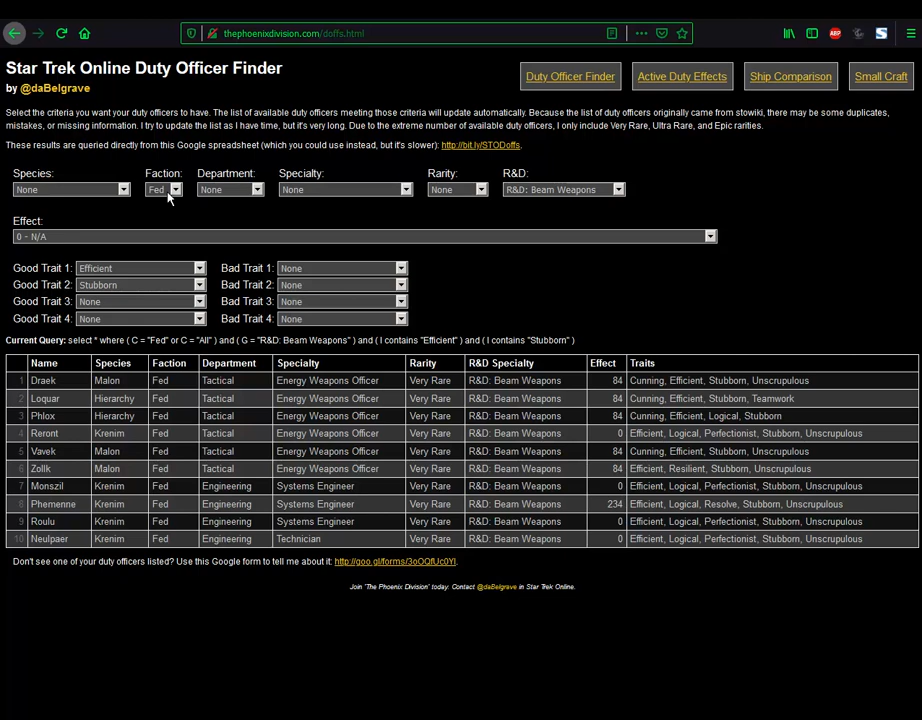 thephoenixdivision.com/doffs.html
ABP
S
Star Trek Online Duty Officer Finder
by @daBelgrave
Duty Officer Finder Active Duty Effects Ship Comparison Small Craft
Select the criteria you want your duty officers to have. The list of available duty officers meeting those criteria will update automatically. Because the list of duty officers originally came from stowiki, there may be some duplicates,
mistakes, or missing information. I try to update the list as I have time, but it's very long. Due to the extreme number of available duty officers, I only include Very Rare, Ultra Rare, and Epic rarities.
These results are queried directly from this Google spreadsheet (which you could use instead, but it's slower): http://bit.ly/STODoffs.
Species: Faction: Department: Specialty: Rarity: R&D:
None Fed None None None R&D: Beam Weapons
Effect:
0 - N/A
Good Trait 1: Efficient Bad Trait 1: None
Good Trait 2: Stubborn Bad Trait 2: None
Good Trait 3: None Bad Trait 3: None
Good Trait 4: None Bad Trait 4: None
Current Query: select * where ( C = "Fed" or C = "All" ) and ( G = "R&D: Beam Weapons" ) and ( I contains "Efficient" ) and ( I contains "Stubborn" )
Name Species Faction Department Specialty Rarity R&D Specialty Effect Traits
1 Draek Malon Fed Tactical Energy Weapons Officer Very Rare R&D: Beam Weapons 84 Cunning, Efficient, Stubborn, Unscrupulous
2 Loquar Hierarchy Fed Tactical Energy Weapons Officer Very Rare R&D: Beam Weapons 84 Cunning, Efficient, Stubborn, Teamwork
3 Phlox Hierarchy Fed Tactical Energy Weapons Officer Very Rare R&D: Beam Weapons 84 Cunning, Efficient, Logical, Stubborn
4 Reront Krenim Fed Tactical Energy Weapons Officer Very Rare R&D: Beam Weapons 0 Efficient, Logical, Perfectionist, Stubborn, Unscrupulous
5 Vavek Malon Fed Tactical Energy Weapons Officer Very Rare R&D: Beam Weapons 84 Cunning, Efficient, Stubborn, Unscrupulous
6 Zollk Malon Fed Tactical Energy Weapons Officer Very Rare R&D: Beam Weapons 84 Efficient, Resilient, Stubborn, Unscrupulous
7 Monszil Krenim Fed Engineering Systems Engineer Very Rare R&D: Beam Weapons 0 Efficient, Logical, Perfectionist, Stubborn, Unscrupulous
8 Phemenne Krenim Fed Engineering Systems Engineer Very Rare R&D: Beam Weapons 234 Efficient, Logical, Resolve, Stubborn, Unscrupulous
9 Roulu Krenim Fed Engineering Systems Engineer Very Rare R&D: Beam Weapons 0 Efficient, Logical, Perfectionist, Stubborn, Unscrupulous
10 Neulpaer Krenim Fed Engineering Technician Very Rare R&D: Beam Weapons 0 Efficient, Logical, Perfectionist, Stubborn, Unscrupulous
Don't see one of your duty officers listed? Use this Google form to tell me about it: http://goo.gl/forms/3oOQfUc0Yl.
Join "The Phoenix Division" today. Contact @daBelgrave in Star Trek Online.